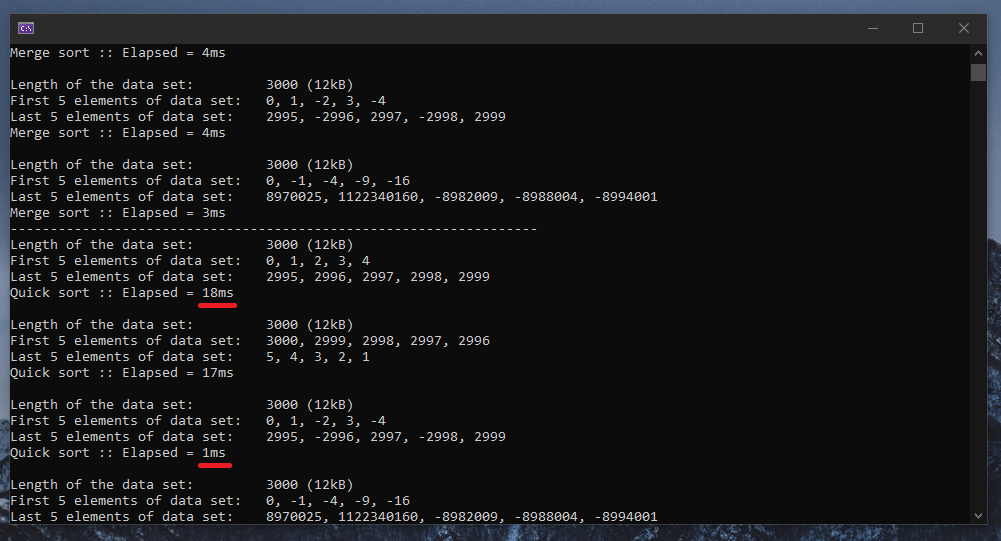 C:\
Merge sort :: Elapsed = 4ms
Length of the data set: 3000 (12kB)
First 5 elements of data set: 0, 1, -2, 3, -4
Last 5 elements of data set: 2995, -2996, 2997, -2998, 2999
Merge sort :: Elapsed = 4ms
Length of the data set: 3000 (12kB)
First 5 elements of data set: 0, -1, -4, -9, -16
Last 5 elements of data set: 8970025, 1122340160, -8982009, -8988004, -8994001
Merge sort :: Elapsed = 3ms
------------------------------------------------------------------
Length of the data set: 3000 (12kB)
First 5 elements of data set: 0, 1, 2, 3, 4
Last 5 elements of data set: 2995, 2996, 2997, 2998, 2999
Quick sort :: Elapsed = 18ms
Length of the data set: 3000 (12kB)
First 5 elements of data set: 3000, 2999, 2998, 2997, 2996
Last 5 elements of data set: 5, 4, 3, 2, 1
Quick sort :: Elapsed = 17ms
Length of the data set: 3000 (12kB)
First 5 elements of data set: 0, 1, -2, 3, -4
Last 5 elements of data set: 2995, -2996, 2997, -2998, 2999
Quick sort :: Elapsed = 1ms
Length of the data set: 3000 (12kB)
First 5 elements of data set: 0, -1, -4, -9, -16
Last 5 elements of data set: 8970025, 1122340160, -8982009, -8988004, -8994001